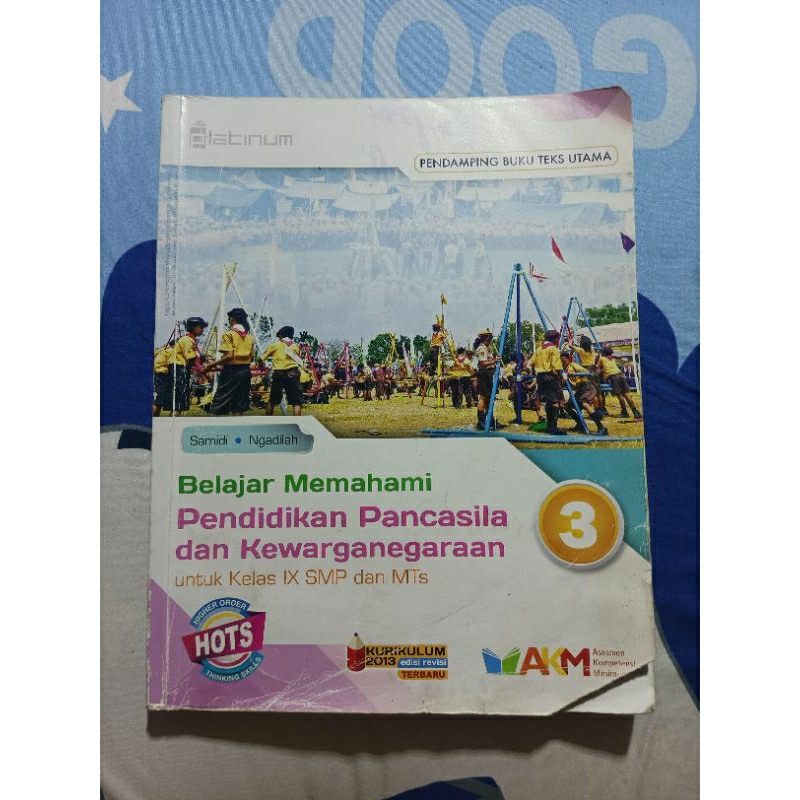 GOOD
Platinum
PENDAMPING BUKU TEKS UTAMA
Samidi • Ngadilah
Belajar Memahami
Pendidikan Pancasila
dan Kewarganegaraan
untuk Kelas IX SMP dan MTs
3
HIGHER ORDER
HOTS
THINKING SKILLS
KURIKULUM
2013 edisi revisi
TERBARU
AKM
Asesmen
Kompetensi